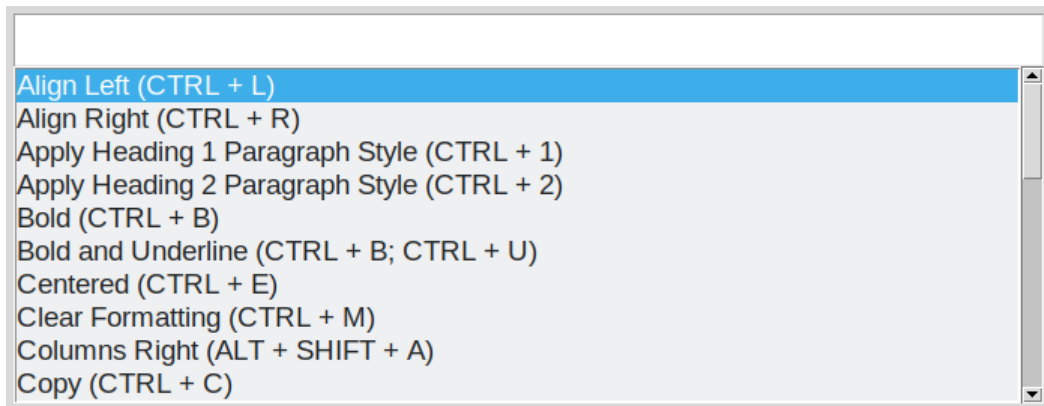 Align Left (CTRL + L)
Align Right (CTRL + R)
Apply Heading 1 Paragraph Style (CTRL + 1)
Apply Heading 2 Paragraph Style (CTRL + 2)
Bold (CTRL + B)
Bold and Underline (CTRL + B; CTRL + U)
Centered (CTRL + E)
Clear Formatting (CTRL + M)
Columns Right (ALT + SHIFT + A)
Copy (CTRL + C)